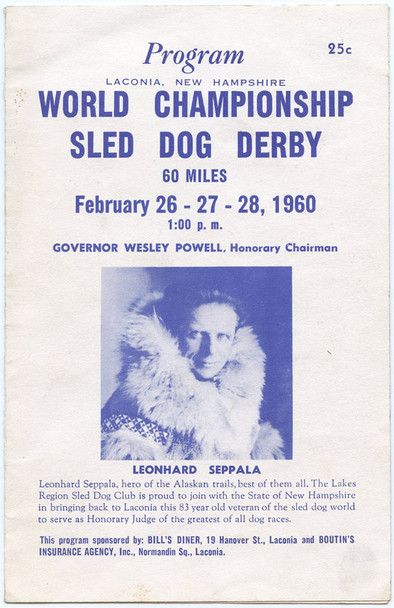 Program
25c
LACONIA, NEW HAMPSHIRE
WORLD CHAMPIONSHIP
SLED DOG DERBY
60 MILES
February 26 - 27 - 28, 1960
1:00 p. m.
GOVERNOR WESLEY POWELL, Honorary Chairman
LEONHARD SEPPALA
Leonhard Seppala, hero of the Alaskan trails, best of them all. The Lakes
Region Sled Dog Club is proud to join with the State of New Hampshire
in bringing back to Laconia this 83 year old veteran of the sled dog world
to serve as Honorary Judge of the greatest of all dog races.
This program sponsored by: BILL'S DINER, 19 Hanover St., Laconia and BOUTIN'S
INSURANCE AGENCY, Inc., Normandin Sq., Laconia.